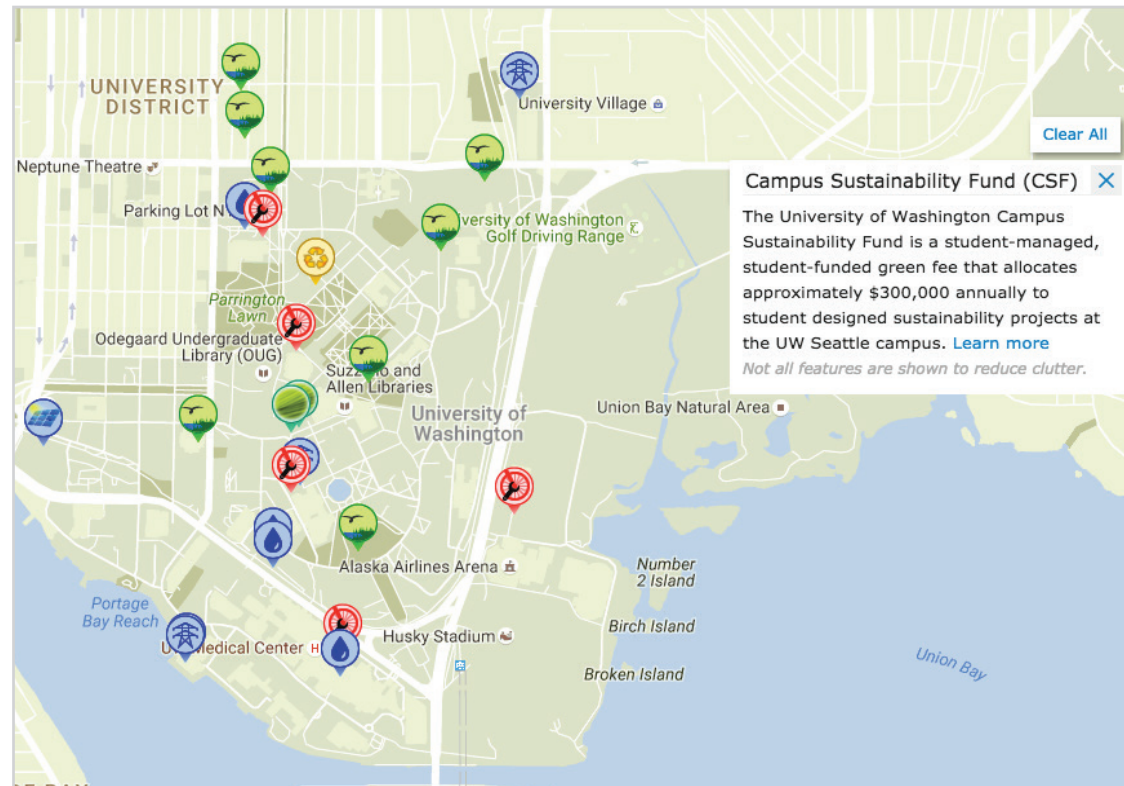 UNIVERSITY
DISTRICT
University Village
Clear All
Neptune Theatre
Campus Sustainability Fund (CSF)
The University of Washington Campus
Sustainability Fund is a student-managed,
student-funded green fee that allocates
approximately $300,000 annually to
student designed sustainability projects at
the UW Seattle campus. Learn more
Not all features are shown to reduce clutter.
Parking Lot
of Washington
Golf Driving Range
Parrington
Lawn
Odegaard Undergraduate
Library (OUG)
and
Allen Libraries
University of
Washington
Union Bay Natural Area
Alaska Airlines Arena
Number
2 Island
Portage
Bay Reach
Birch Island
Medical Center H
Husky Stadium
Broken Island
Union Bay